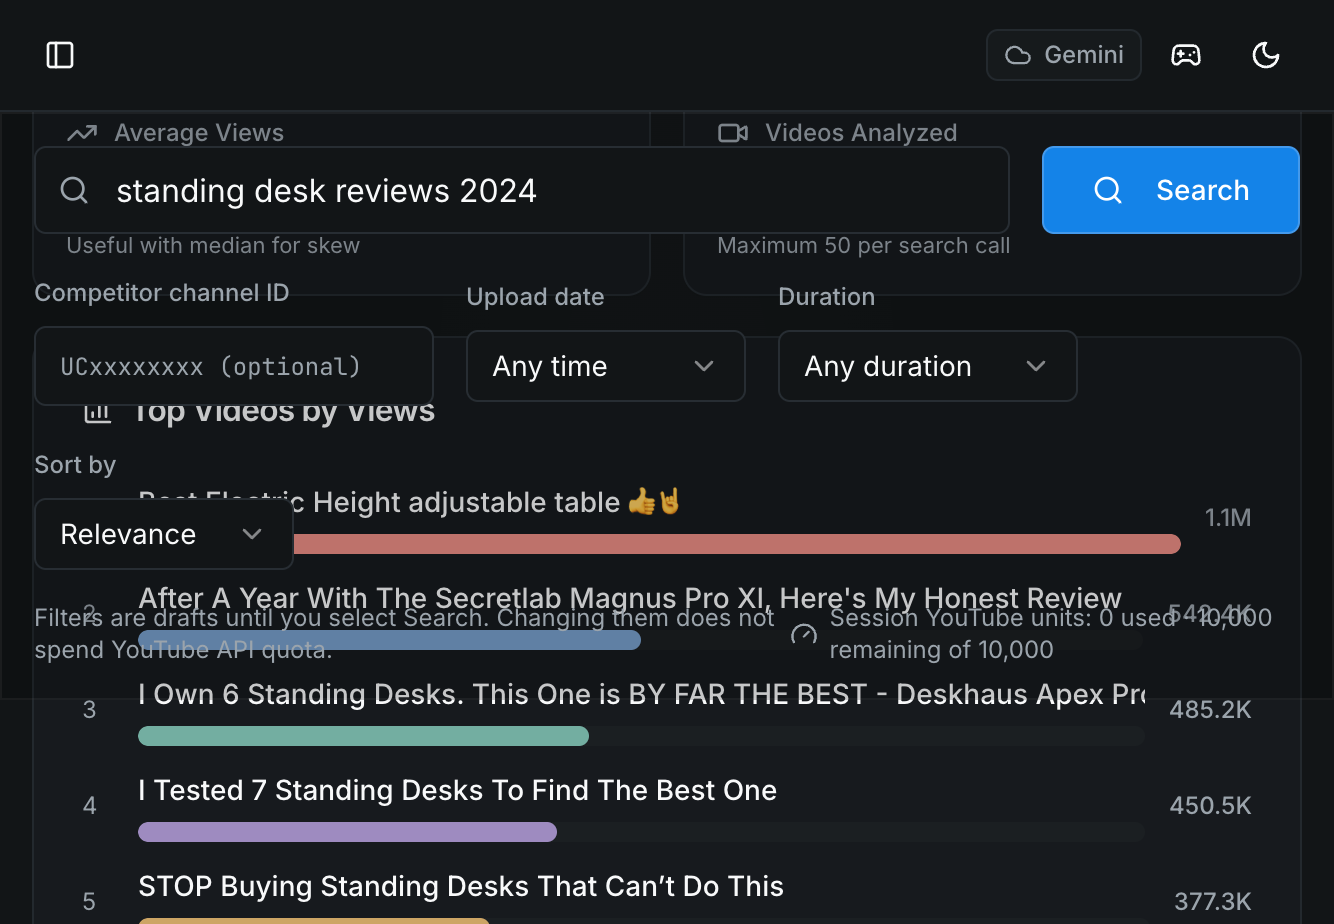 Gemini
Average Views
Videos Analyzed
standing desk reviews 2024
Search
Useful with median for skew
Maximum 50 per search call
Competitor channel ID
Upload date
Duration
UCxxxxxxxxx (optional)
Any time
Any duration
Top Videos by Views
Sort by
Best Electric Height adjustable table 👍🤘
1.1M
Relevance
After A Year With The Secretlab Magnus Pro Xl, Here's My Honest Review
2
542.4K
Filters are drafts until you select Search. Changing them does not
spend YouTube API quota.
Session YouTube units: 0 used · 10,000
remaining of 10,000
3
I Own 6 Standing Desks. This One is BY FAR THE BEST - Deskhaus Apex Pro
485.2K
4
I Tested 7 Standing Desks To Find The Best One
450.5K
5
STOP Buying Standing Desks That Can’t Do This
377.3K